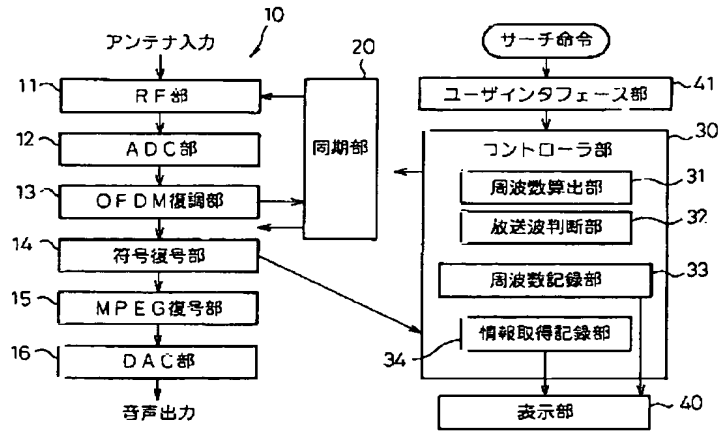 アンテナ入力
10
11
RF部
12
ADC部
13
OFDM復調部
14
符号復号部
15
MPEG復号部
16
DAC部
音声出力
20
同期部
サーチ命令
ユーザインタフェース部
41
30
コントローラ部
周波数算出部
31
放送波判断部
32
周波数記録部
33
情報取得記録部
34
表示部
40